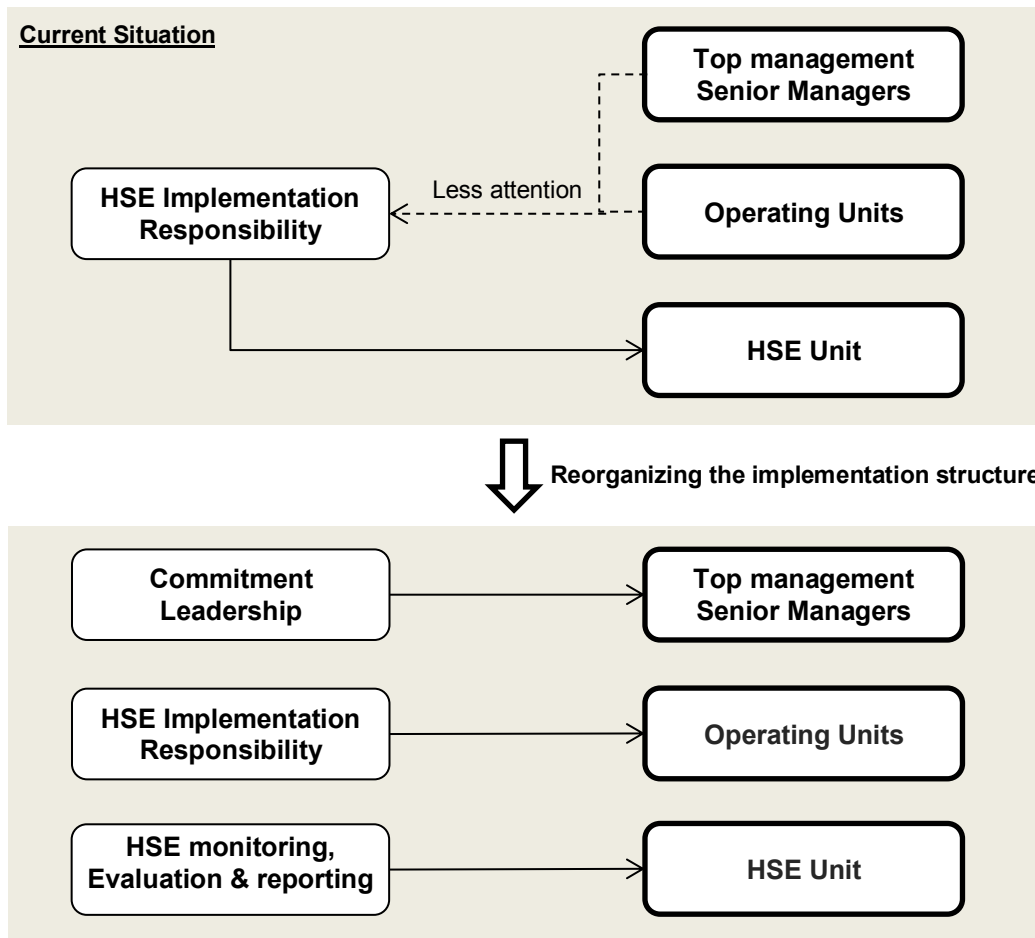 Current Situation
Top management
Senior Managers
Less attention
HSE Implementation
Responsibility
Operating Units
HSE Unit
Reorganizing the implementation structure
Commitment
Leadership
Top management
Senior Managers
HSE Implementation
Responsibility
Operating Units
HSE monitoring,
Evaluation & reporting
HSE Unit